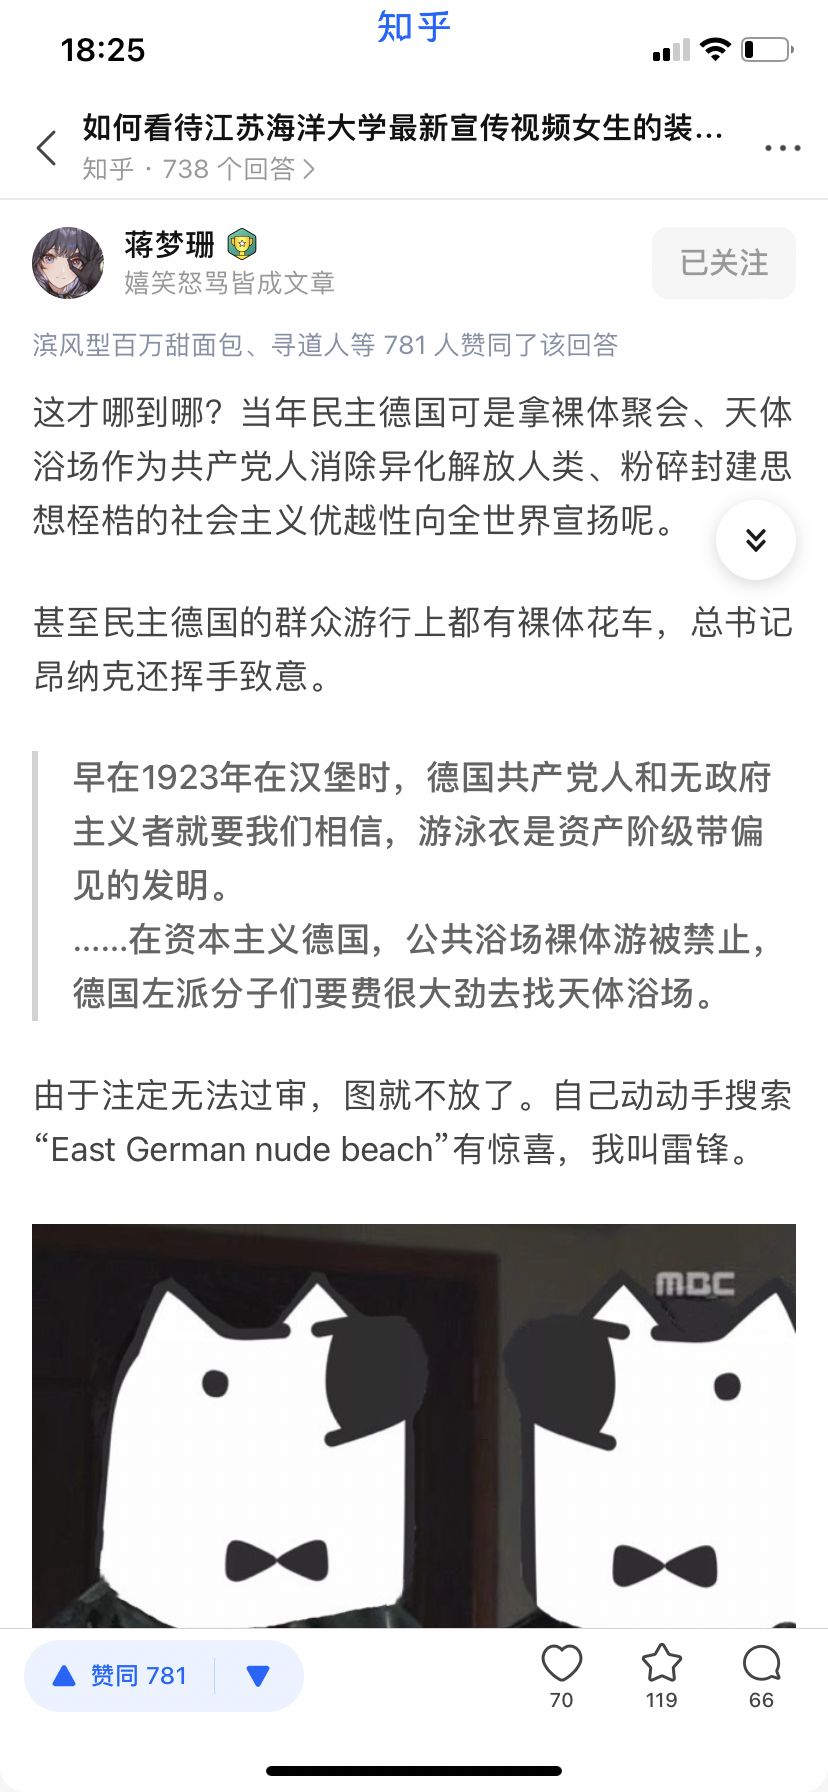 知乎
18:25
如何看待江苏海洋大学最新宣传视频女生的装...
知乎 · 738 个回答
蒋梦珊
嬉笑怒骂皆成文章
已关注
滨风型百万甜面包、寻道人等 781 人赞同了该回答
这才哪到哪？当年民主德国可是拿裸体聚会、天体
浴场作为共产党人消除异化解放人类、粉碎封建思
想桎梏的社会主义优越性向全世界宣扬呢。
甚至民主德国的群众游行上都有裸体花车，总书记
昂纳克还挥手致意。
早在1923年在汉堡时，德国共产党人和无政府
主义者就要我们相信，游泳衣是资产阶级带偏
见的发明。
......在资本主义德国，公共浴场裸体游被禁止，
德国左派分子们要费很大劲去找天体浴场。
由于注定无法过审，图就不放了。自己动动手搜索
“East German nude beach”有惊喜，我叫雷锋。
MBC
赞同 781
70
119
66